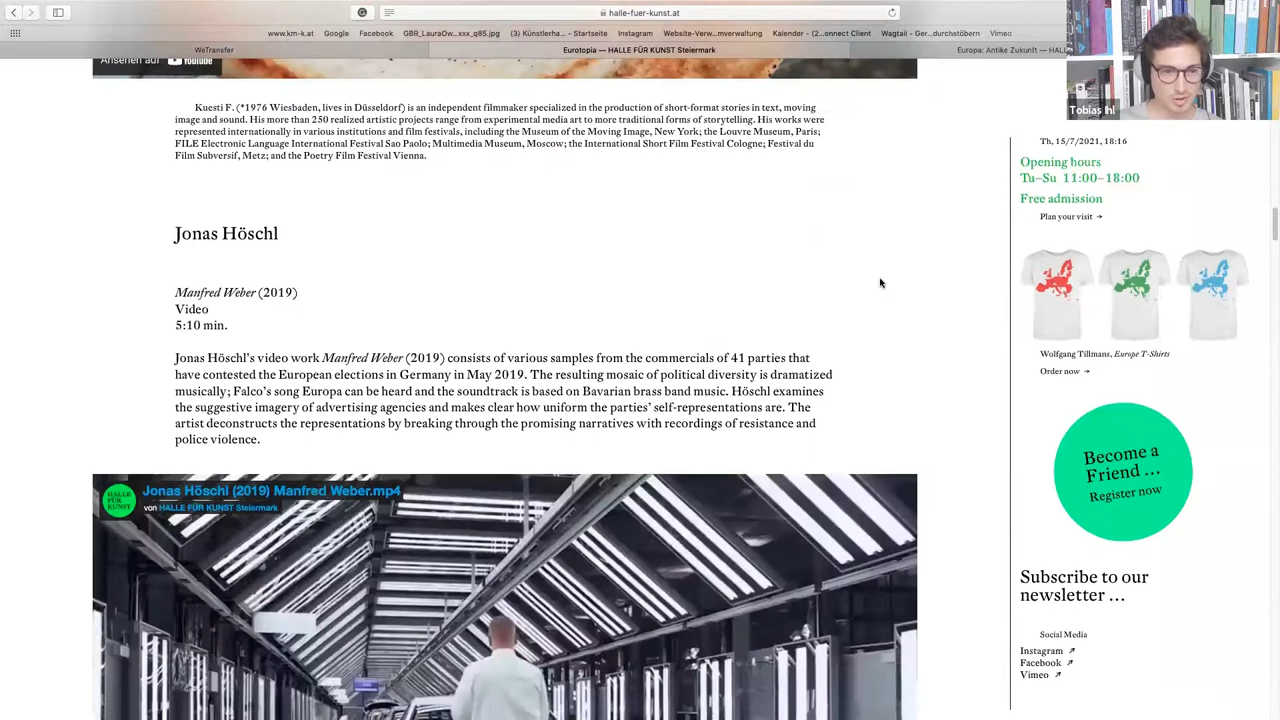 halle-fuer-kunst.at
www.km-k.at Google Facebook GBR_LauraOw...xxx_q85.jpg (3) Künstlerha... - Startseite Website-Verw...mverwaltung Kalender - (2...onnect Client Wagtail - Ger...durchstöbern Vimeo
WeTransfer Eurotopia — HALLE FÜR KUNST Steiermark Europa: Antike Zukunft — HAL
Ansehen auf YouTube
Tobias Ihl
Kuesti F. (*1976 Wiesbaden, lives in Düsseldorf) is an independent filmmaker specialized in the production of short-format stories in text, moving
image and sound. His more than 250 realized indie projects range from experimental media art to more traditional forms of storytelling. His works were
represented internationally in various institutions and film festivals, including the Museum of the Moving Image, New York; the Louvre Museum, Paris;
FILE Electronic Language International Festival Sao Paolo; Multimedia Museum, Moscow; the International Short Film Festival Cologne; Festival du
Film Subversif, Metz; and the Poetry Film Festival Vienna.
Jonas Höschl
Manfred Weber (2019)
Video
5:10 min.
Jonas Höschl's video work Manfred Weber (2019) consists of various samples from the commercials of 41 parties that
have contested the European elections in Germany in May 2019. The resulting mosaic of political diversity is dramatized
musically; Falco's song Europa can be heard and the soundtrack is based on Bavarian brass band music. Höschl examines
the suggestive imagery of advertising agencies and makes clear how uniform the parties' self-representations are. The
artist deconstructs the representations by breaking through the promising narratives with recordings of resistance and
police violence.
HALLE
FÜR
KUNST
Jonas Höschl (2019) Manfred Weber.mp4
von HALLE FÜR KUNST Steiermark
Th, 15/7/2021, 18:16
Opening hours
Tu–Su 11:00–18:00
Free admission
Plan your visit →
Wolfgang Tillmans, Europe T-Shirts
Order now →
Become a
Friend ...
Register now
Subscribe to our
newsletter ...
Social Media
Instagram ↗
Facebook ↗
Vimeo ↗